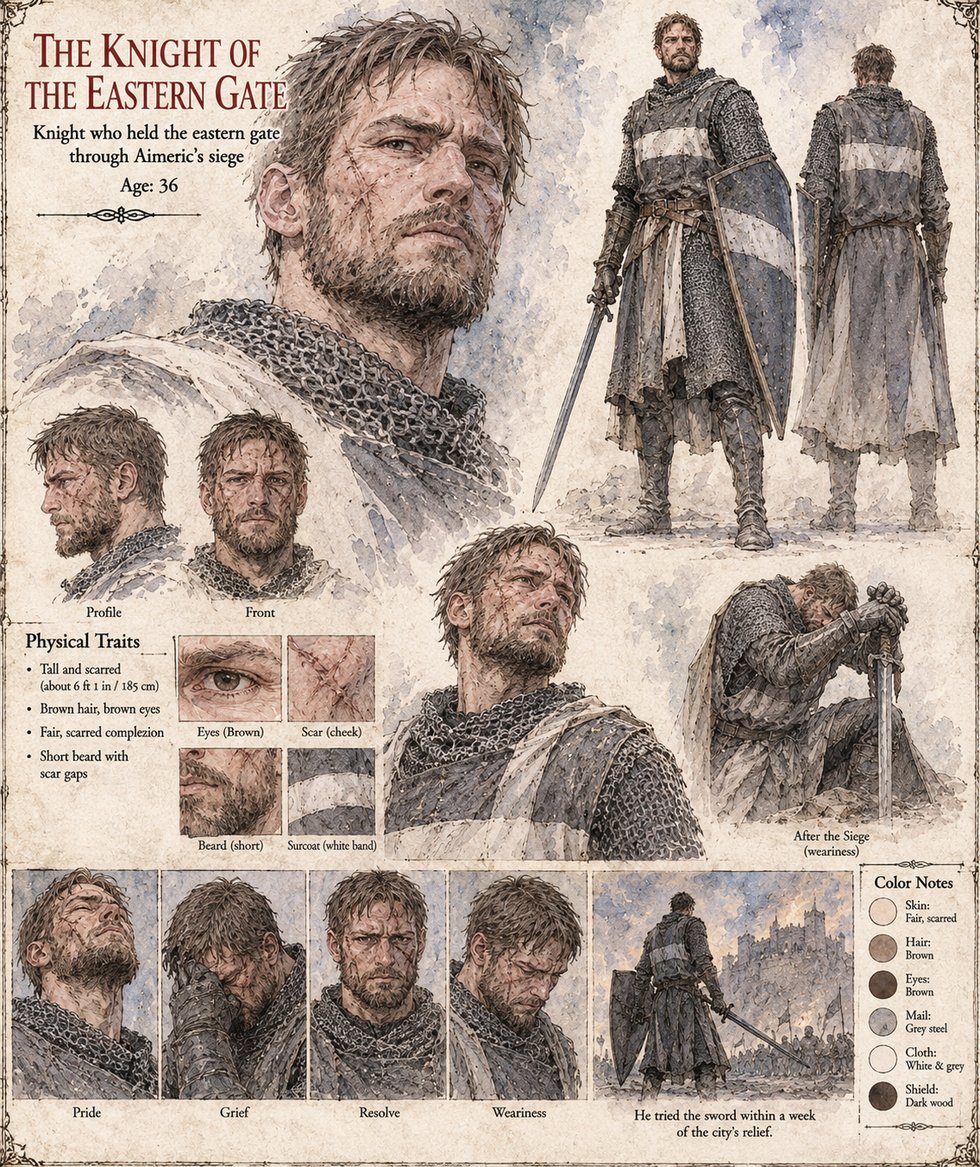 THE KNIGHT OF
THE EASTERN GATE
Knight who held the eastern gate
through Aimeric's siege
Age: 36
Profile
Front
Physical Traits
• Tall and scarred
(about 6 ft 1 in / 185 cm)
• Brown hair, brown eyes
• Fair, scarred complezion
• Short beard with
scar gaps
Eyes (Brown)
Scar (cheek)
Beard (short)
Surcoat (white band)
After the Siege
(weariness)
Pride
Grief
Resolve
Weariness
He tried the sword within a week
of the city's relief.
Color Notes
Skin:
Fair, scarred
Hair:
Brown
Eyes:
Brown
Mail:
Grey steel
Cloth:
White & grey
Shield:
Dark wood